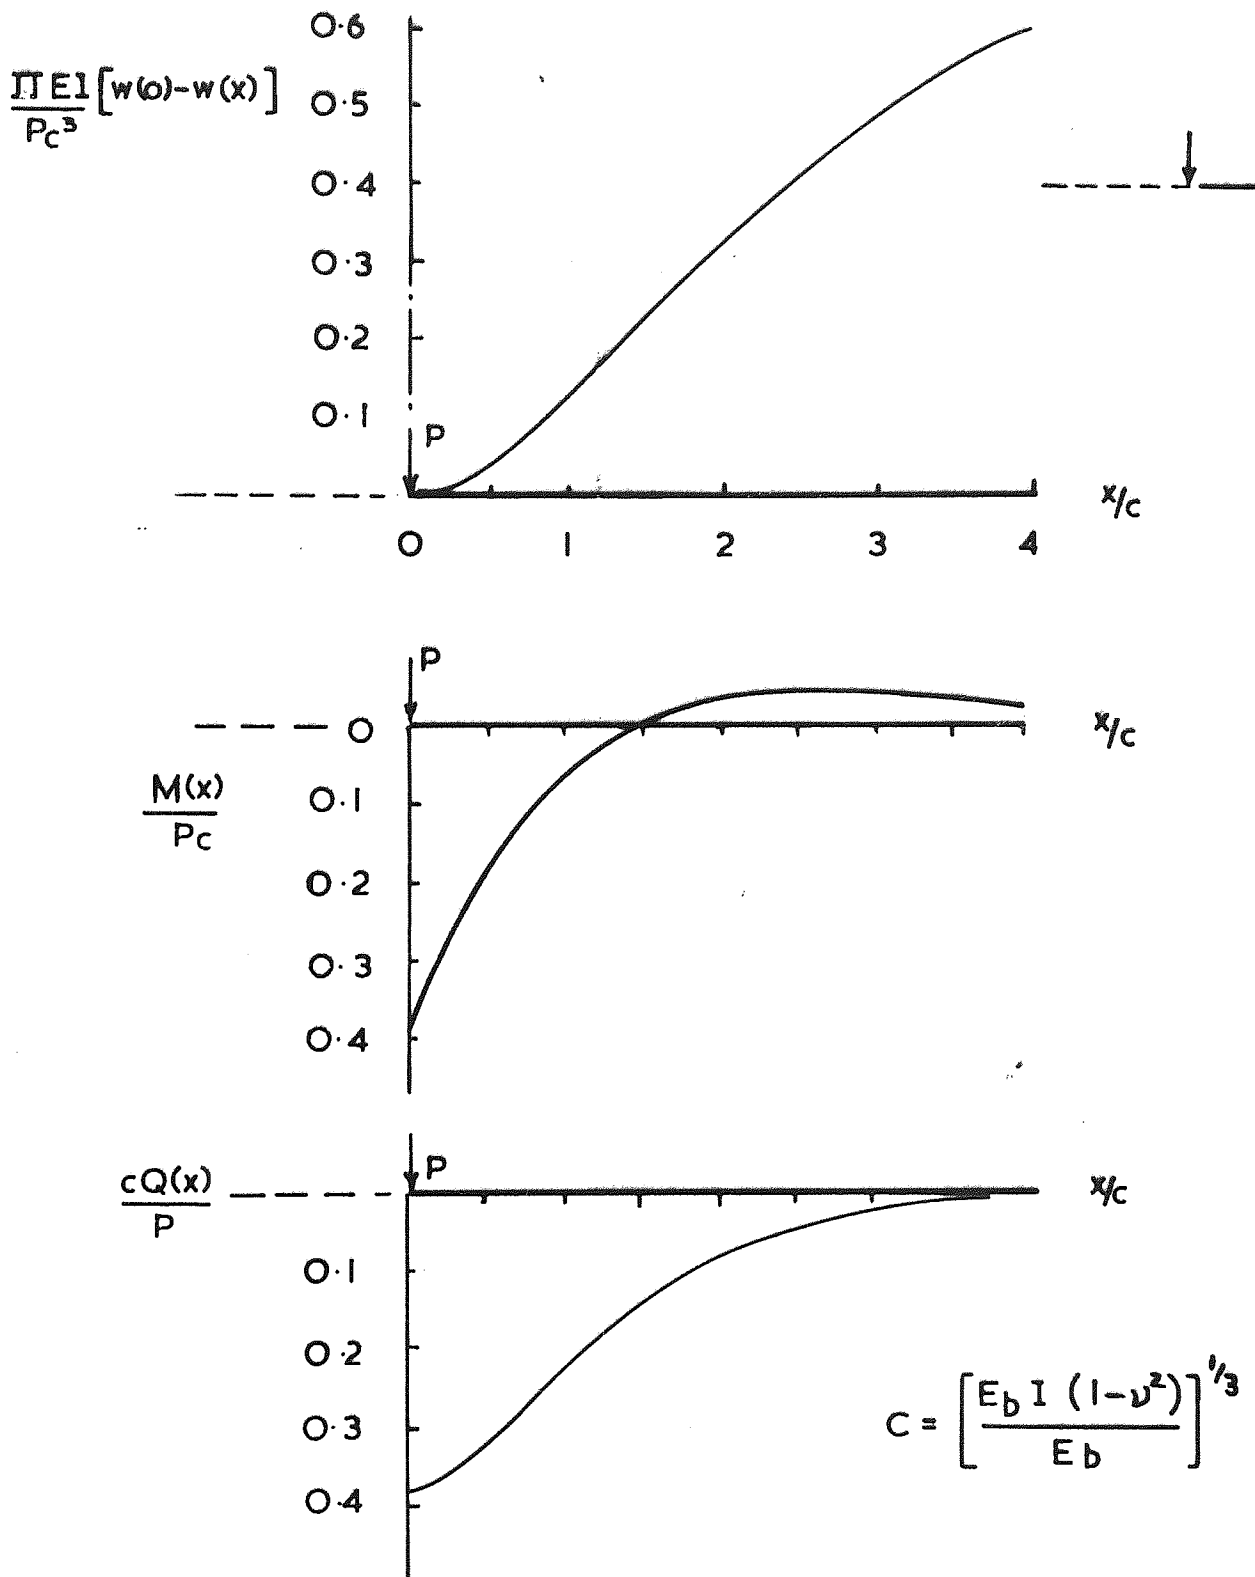 0.6
ΠEI[w(0)-w(x)]
Pc³
0.5
0.4
0.3
0.2
0.1
P
x/c
0 1 2 3 4
P
0
x/c
M(x)
Pc
0.1
0.2
0.3
0.4
cQ(x)
P
P
x/c
0.1
0.2
0.3
0.4
C = [E_b I (1-ν²) / E b]^1/3